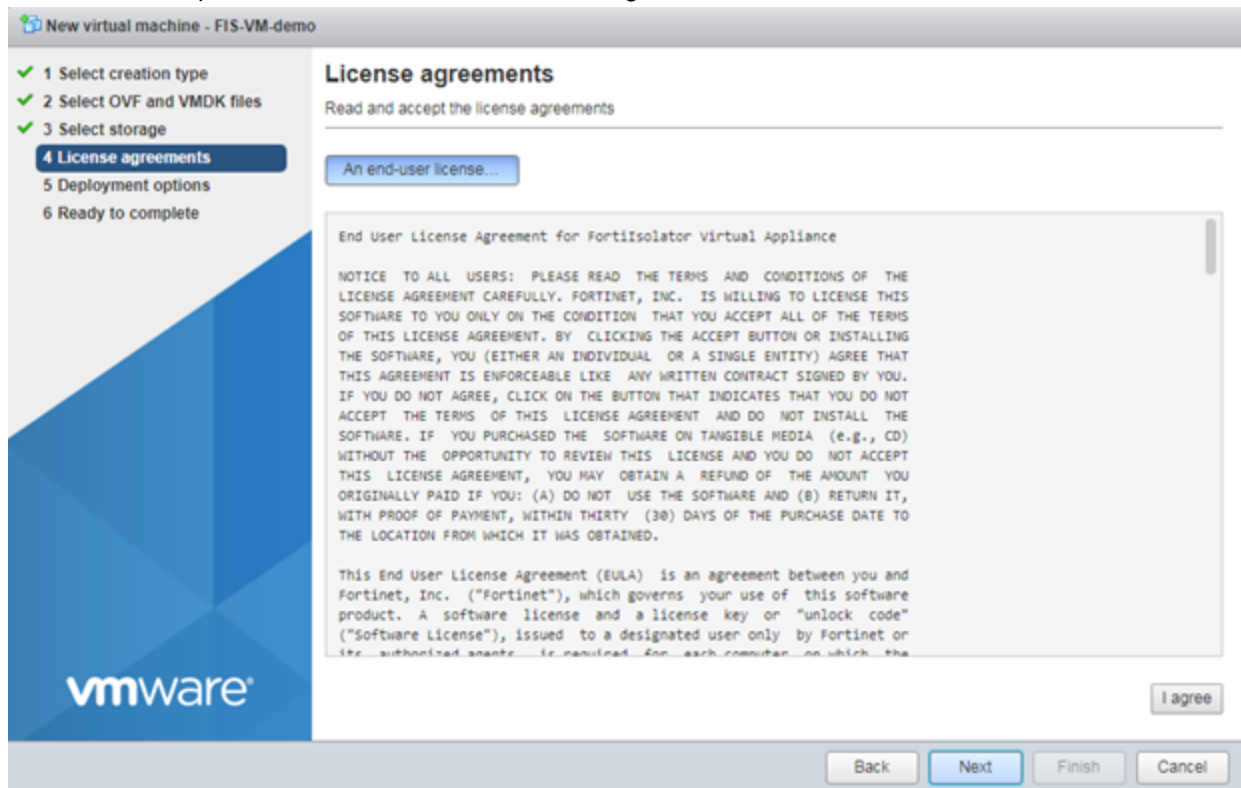 New virtual machine - FIS-VM-demo
1 Select creation type
2 Select OVF and VMDK files
3 Select storage
4 License agreements
5 Deployment options
6 Ready to complete
License agreements
Read and accept the license agreements
An end-user license...
End User License Agreement for FortiIsolator Virtual Appliance
NOTICE TO ALL USERS: PLEASE READ THE TERMS AND CONDITIONS OF THE
LICENSE AGREEMENT CAREFULLY. FORTINET, INC. IS WILLING TO LICENSE THIS
SOFTWARE TO YOU ONLY ON THE CONDITION THAT YOU ACCEPT ALL OF THE TERMS
OF THIS LICENSE AGREEMENT. BY CLICKING THE ACCEPT BUTTON OR INSTALLING
THE SOFTWARE, YOU (EITHER AN INDIVIDUAL OR A SINGLE ENTITY) AGREE THAT
THIS AGREEMENT IS ENFORCEABLE LIKE ANY WRITTEN CONTRACT SIGNED BY YOU.
IF YOU DO NOT AGREE, CLICK ON THE BUTTON THAT INDICATES THAT YOU DO NOT
ACCEPT THE TERMS OF THIS LICENSE AGREEMENT AND DO NOT INSTALL THE
SOFTWARE. IF YOU PURCHASED THE SOFTWARE ON TANGIBLE MEDIA (e.g., CD)
WITHOUT THE OPPORTUNITY TO REVIEW THIS LICENSE AND YOU DO NOT ACCEPT
THIS LICENSE AGREEMENT, YOU MAY OBTAIN A REFUND OF THE AMOUNT YOU
ORIGINALLY PAID IF YOU: (A) DO NOT USE THE SOFTWARE AND (B) RETURN IT,
WITH PROOF OF PAYMENT, WITHIN THIRTY (30) DAYS OF THE PURCHASE DATE TO
THE LOCATION FROM WHICH IT WAS OBTAINED.
This End User License Agreement (EULA) is an agreement between you and
Fortinet, Inc. ("Fortinet"), which governs your use of this software
product. A software license and a license key or "unlock code"
("Software License"), issued to a designated user only by Fortinet or
its authorized agents, is required for each computer on which the
vmware
I agree
Back
Next
Finish
Cancel